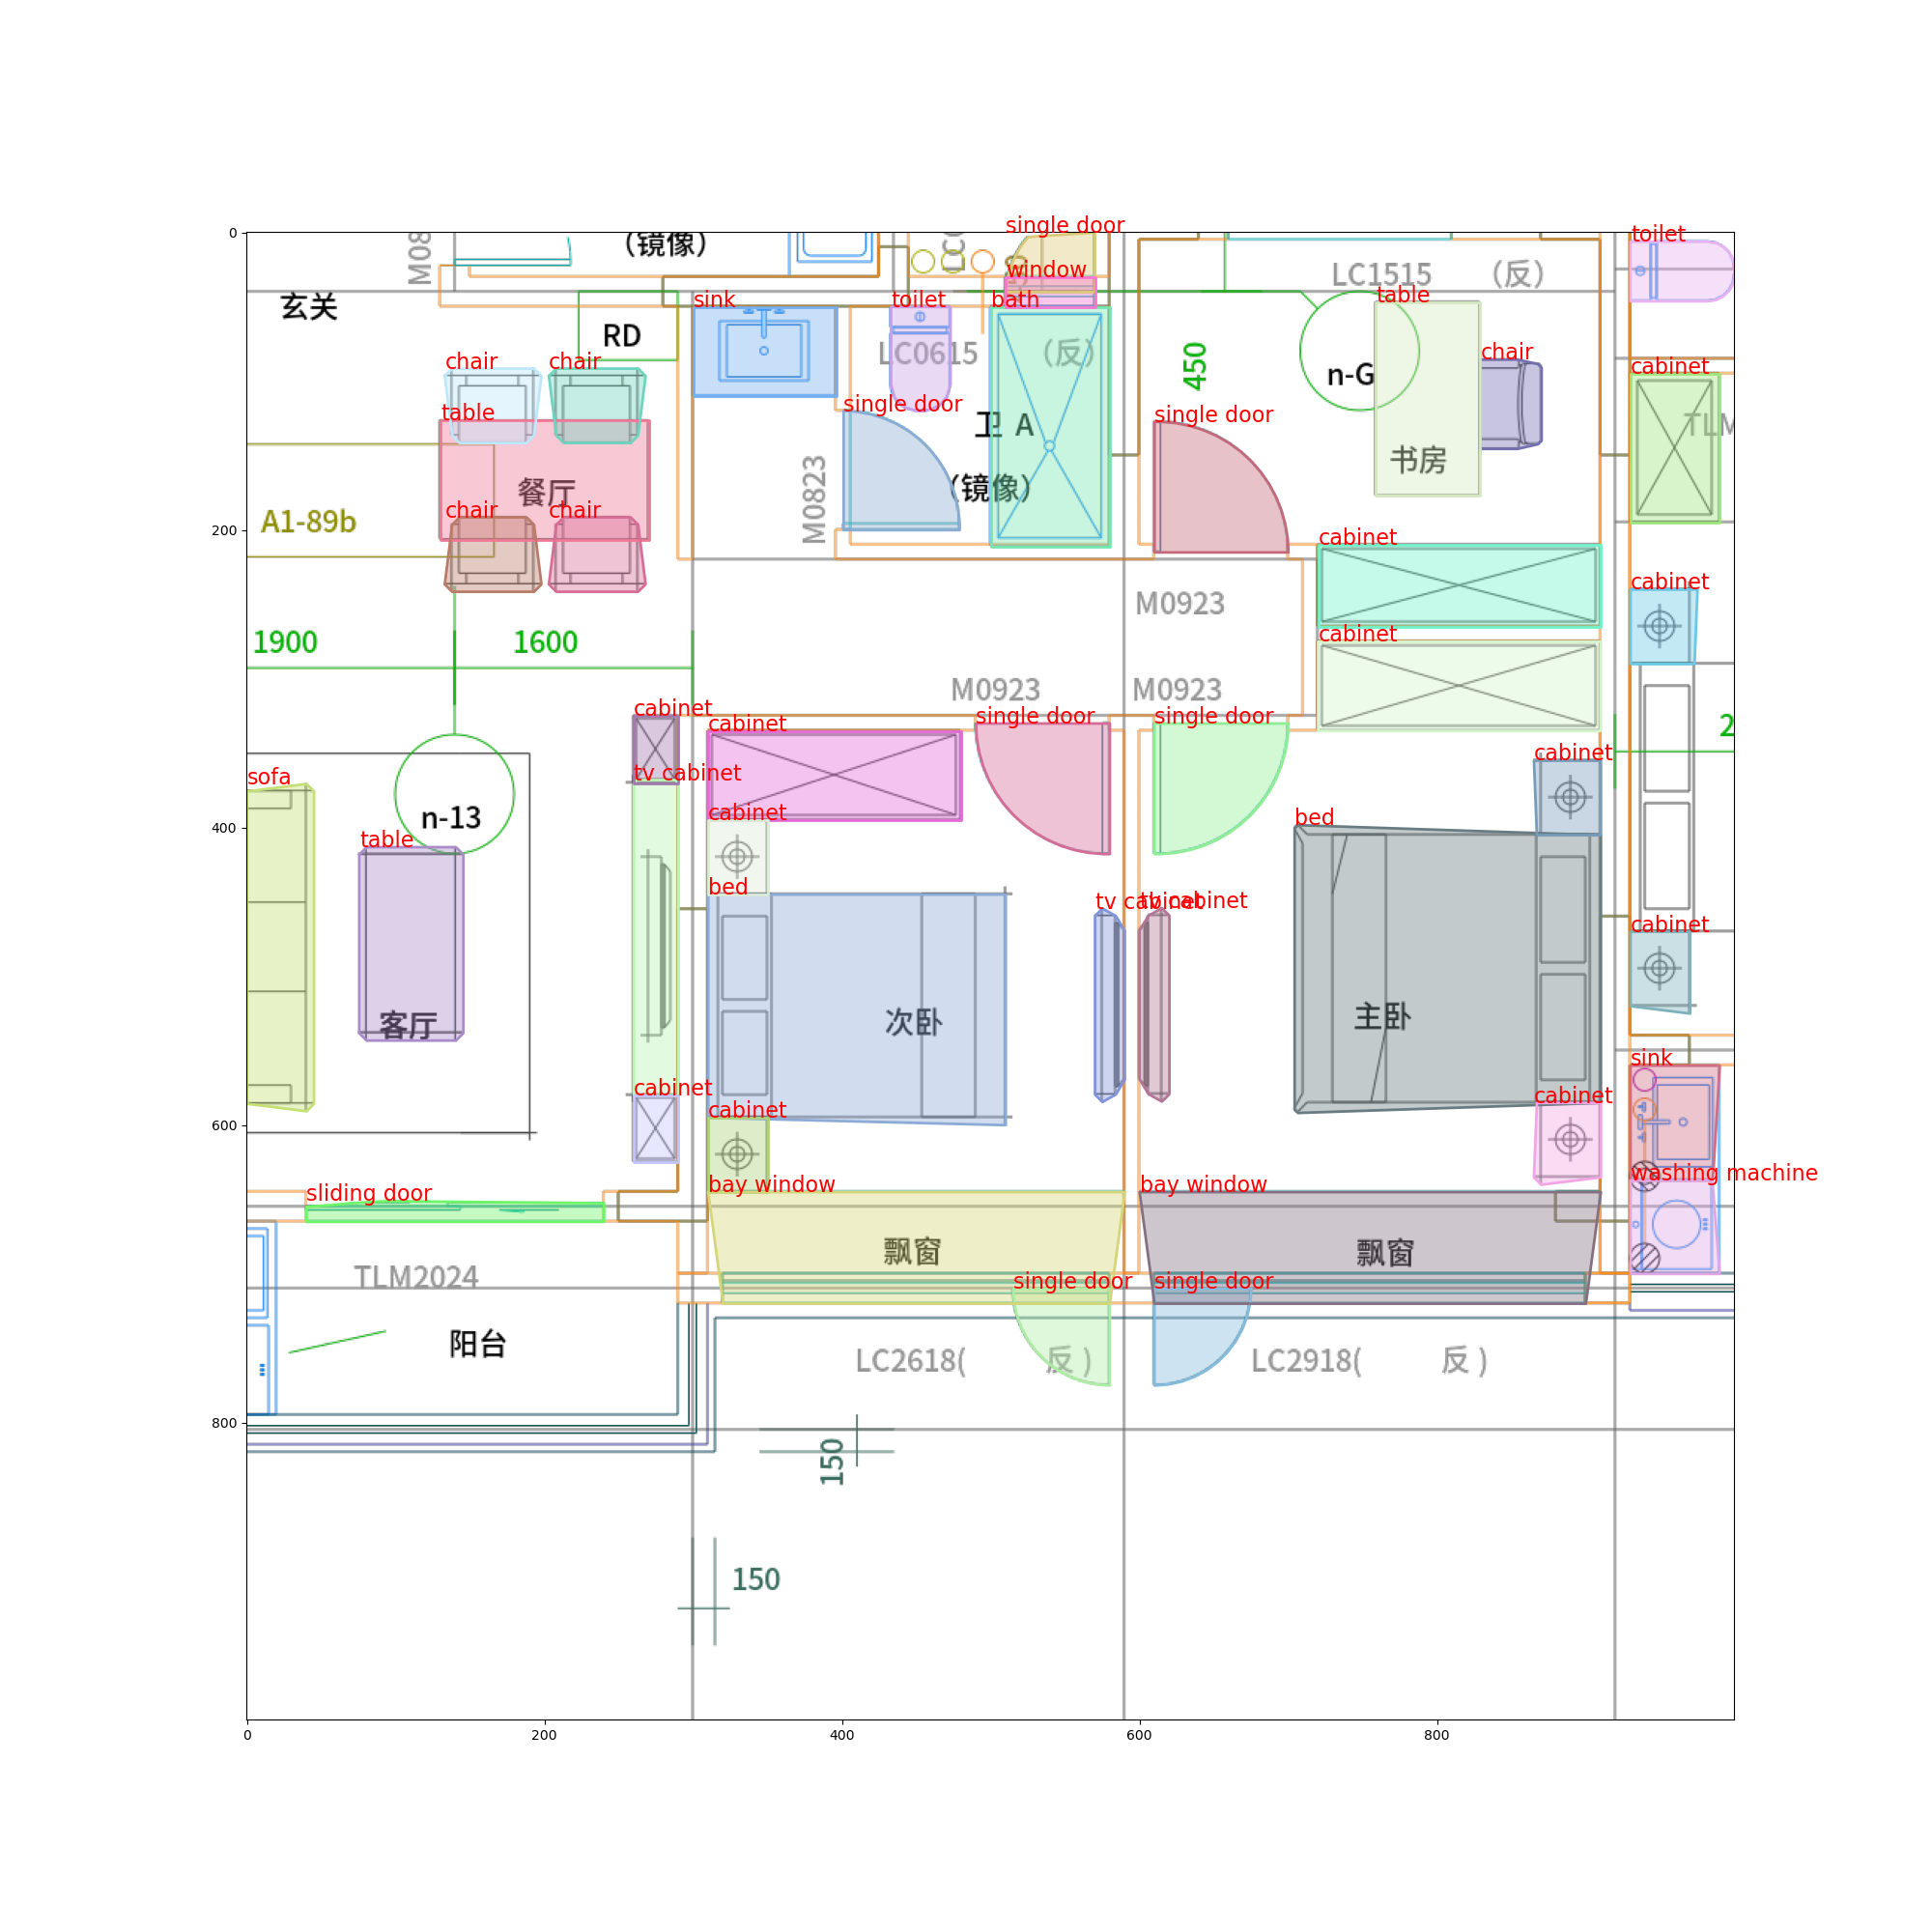 0
200
400
600
800
0
200
400
600
800
single door
toilet
M08
(镜像)
LC1515 (反)
window
玄关
sink
toilet
bath
table
RD
LC0615 (反)
450
n-G
chair
chair
chair
cabinet
table
single door
single door
卫 A
TLM
餐厅
M0823
(镜像)
书房
A1-89b
chair
chair
cabinet
cabinet
M0923
1900
1600
cabinet
M0923
M0923
cabinet
cabinet
single door
single door
2
cabinet
sofa
tv cabinet
n-13
cabinet
bed
table
bed
tv cabinet
tv cabinet
cabinet
客厅
次卧
主卧
sink
cabinet
cabinet
cabinet
washing machine
sliding door
bay window
bay window
飘窗
飘窗
TLM2024
single door
single door
阳台
LC2618( 反 )
LC2918( 反 )
150
150